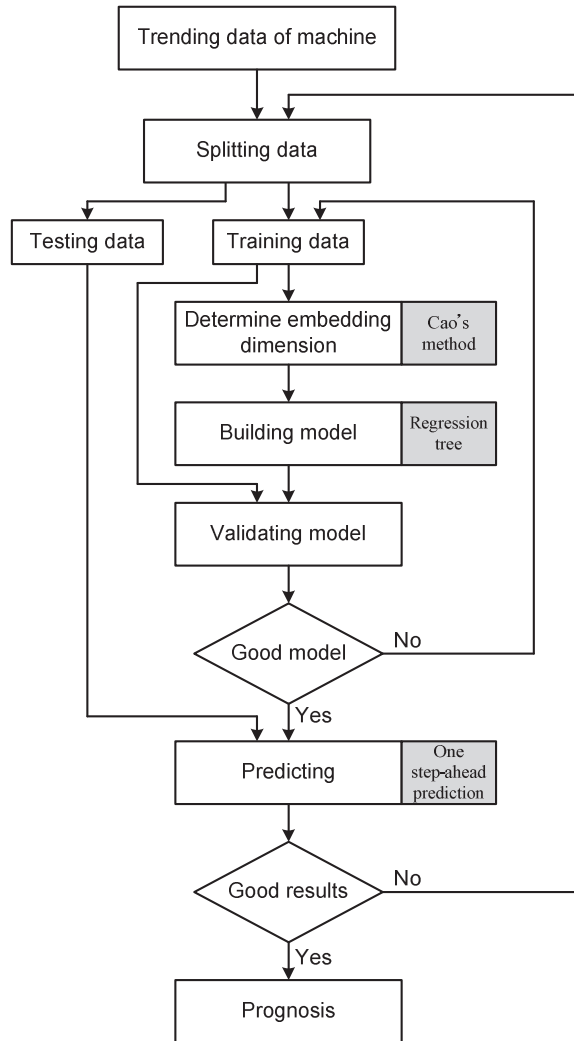 Trending data of machine
Splitting data
Testing data
Training data
Determine embedding
dimension
Cao's
method
Building model
Regression
tree
Validating model
Good model
No
Yes
Predicting
One
step-ahead
prediction
Good results
No
Yes
Prognosis